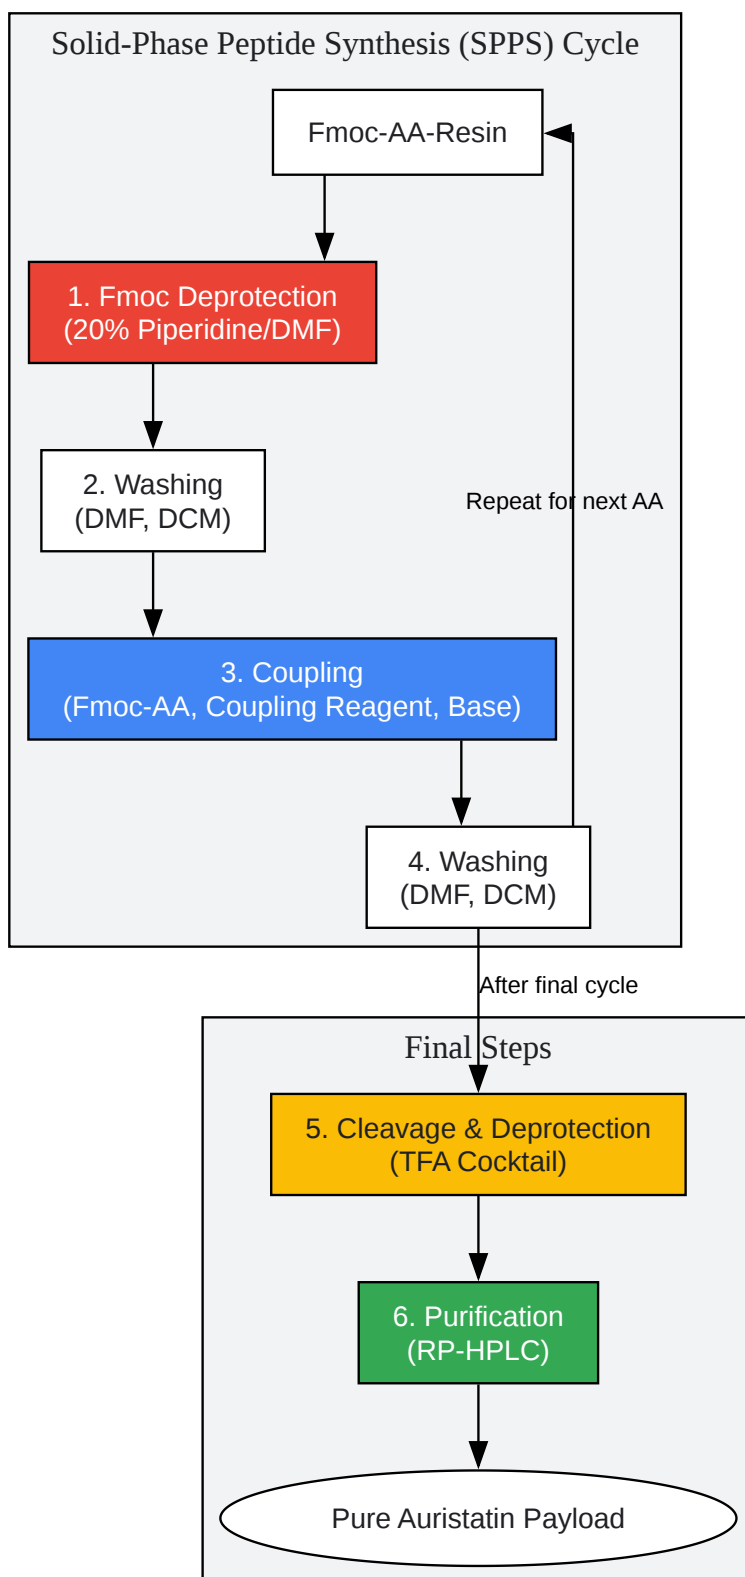 Solid-Phase Peptide Synthesis (SPPS) Cycle
Fmoc-AA-Resin
1. Fmoc Deprotection
(20% Piperidine/DMF)
2. Washing
(DMF, DCM)
Repeat for next AA
3. Coupling
(Fmoc-AA, Coupling Reagent, Base)
4. Washing
(DMF, DCM)
After final cycle
Final Steps
5. Cleavage & Deprotection
(TFA Cocktail)
6. Purification
(RP-HPLC)
Pure Auristatin Payload